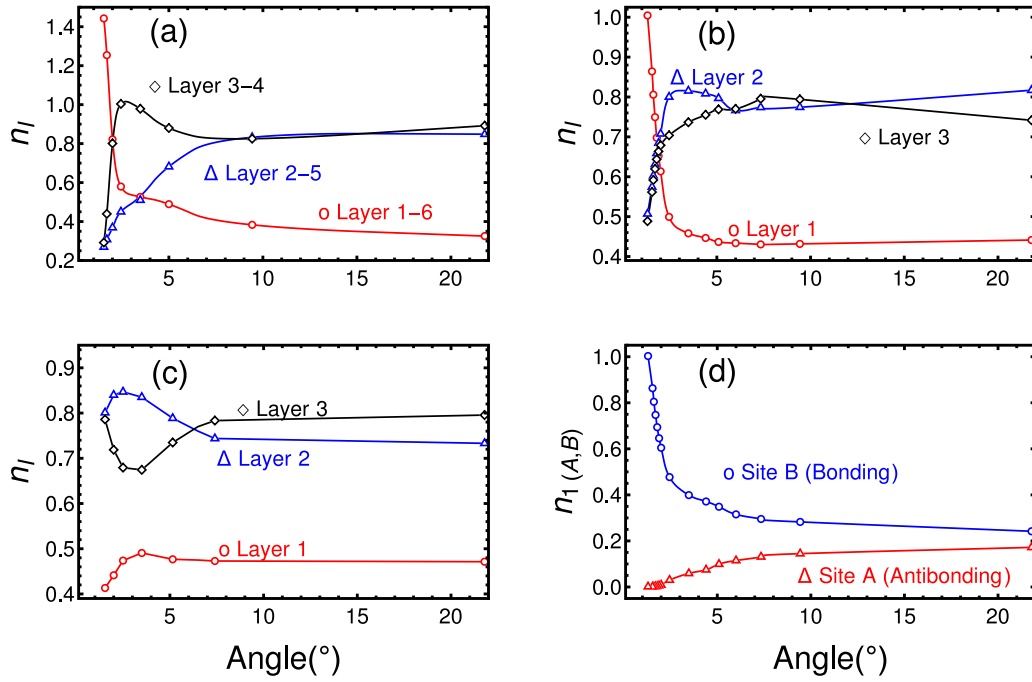 (a)
n_l
1.4
1.2
1.0
0.8
0.6
0.4
0.2
◇ Layer 3−4
Δ Layer 2−5
o Layer 1−6
5
10
15
20
(b)
n_l
1.0
0.9
0.8
0.7
0.6
0.5
0.4
Δ Layer 2
◇ Layer 3
o Layer 1
5
10
15
20
(c)
n_l
0.9
0.8
0.7
0.6
0.5
0.4
◇ Layer 3
Δ Layer 2
o Layer 1
5
10
15
20
Angle(°)
(d)
n_1 (A,B)
1.0
0.8
0.6
0.4
0.2
0.0
o Site B (Bonding)
Δ Site A (Antibonding)
5
10
15
20
Angle(°)